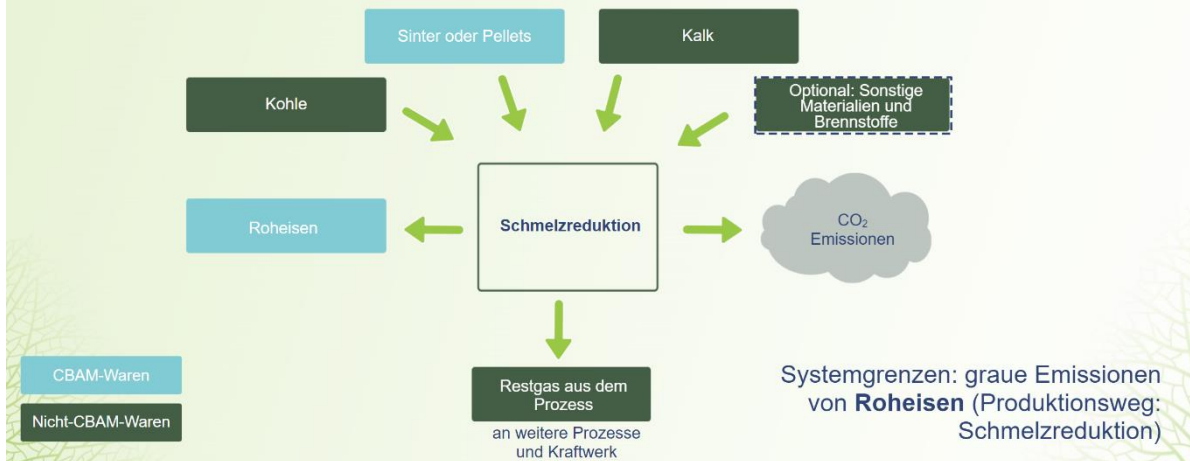 Sinter oder Pellets
Kalk
Kohle
Optional: Sonstige
Materialien und
Brennstoffe
Roheisen
Schmelzreduktion
CO₂
Emissionen
CBAM-Waren
Nicht-CBAM-Waren
Restgas aus dem
Prozess
an weitere Prozesse
und Kraftwerk
Systemgrenzen: graue Emissionen
von Roheisen (Produktionsweg:
Schmelzreduktion)